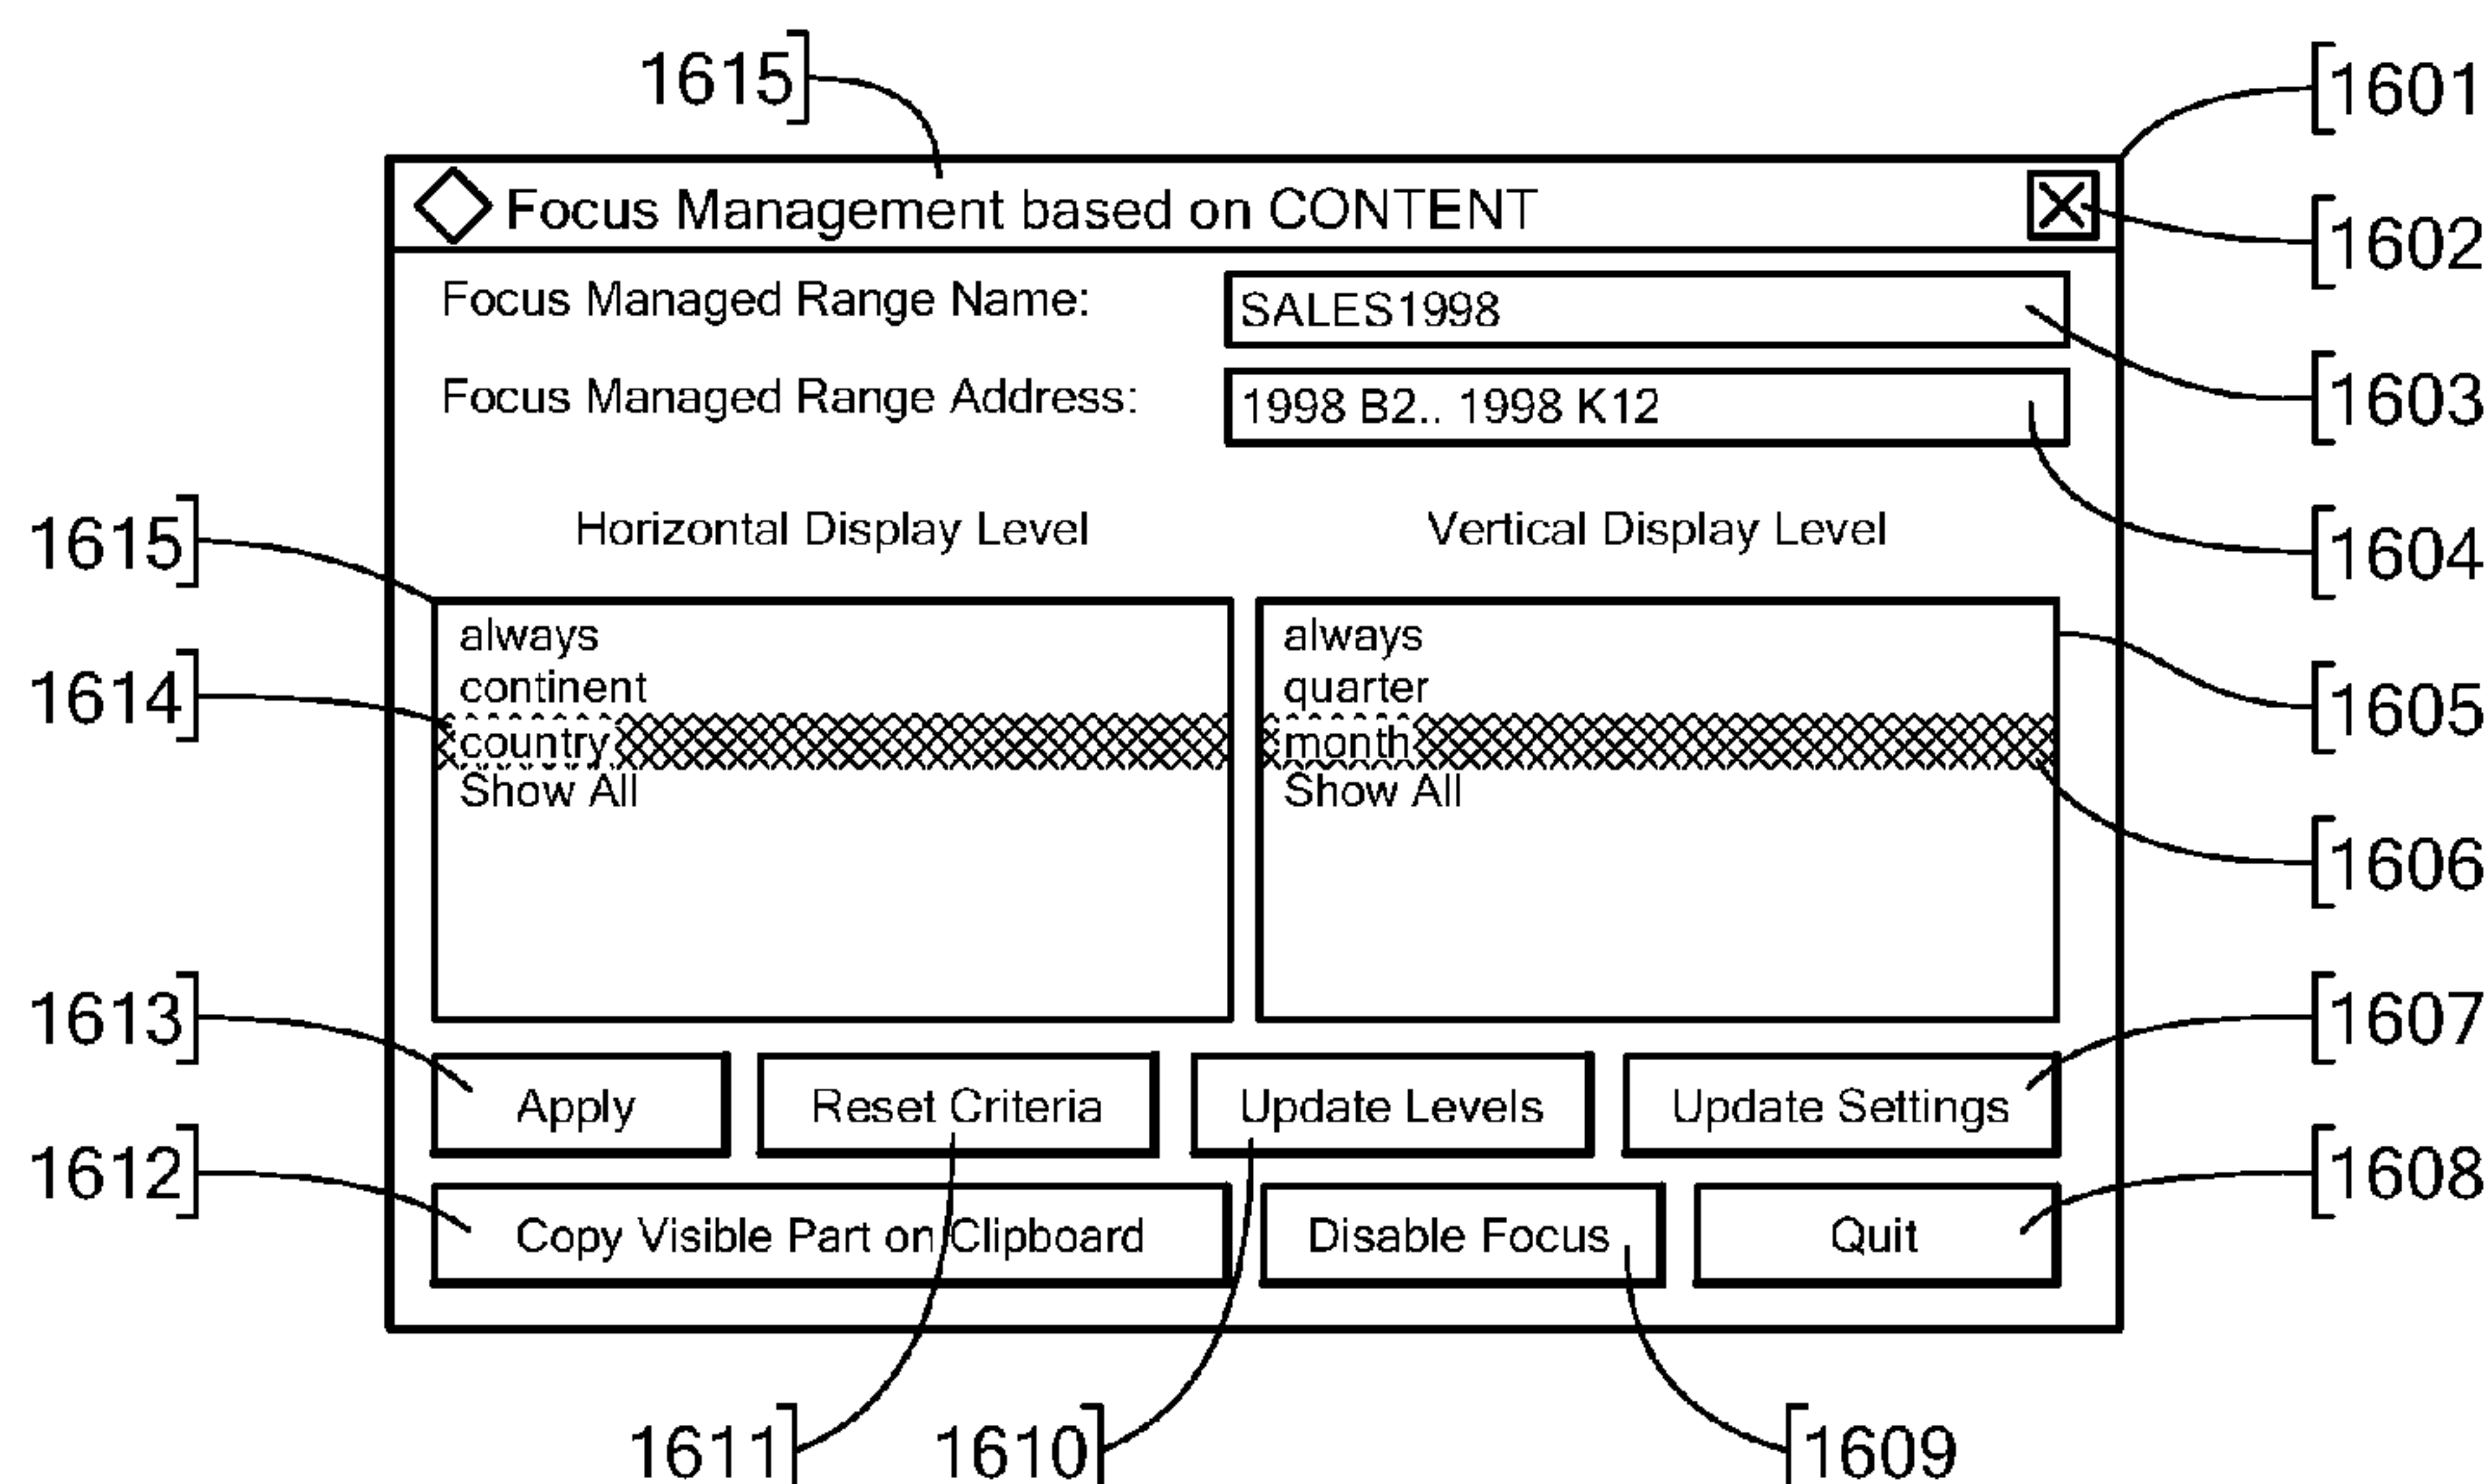 1615
1601
Focus Management based on CONTENT
1602
Focus Managed Range Name:
SALES1998
1603
Focus Managed Range Address:
1998 B2.. 1998 K12
1604
Horizontal Display Level
Vertical Display Level
1615
always
continent
country
Show All
1614
always
quarter
month
Show All
1605
1606
1613
Apply
Reset Criteria
Update Levels
Update Settings
1607
1612
Copy Visible Part on Clipboard
Disable Focus
Quit
1608
1611
1610
1609